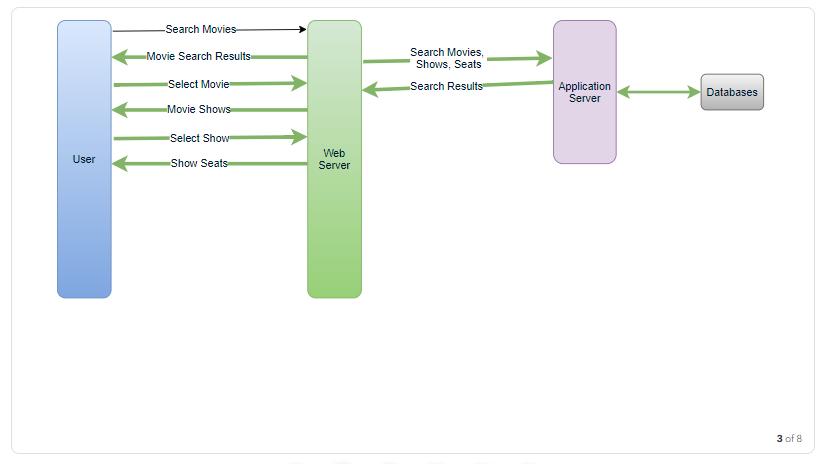 Search Movies
Movie Search Results
Search Movies,
Shows, Seats
Select Movie
Search Results
Application
Server
Databases
Movie Shows
Select Show
User
Web
Server
Show Seats
3 of 8